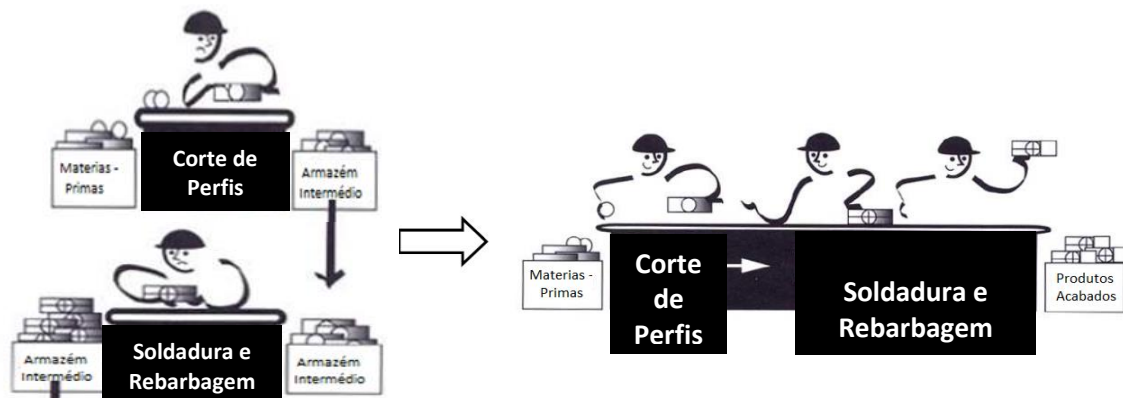 Materias -
Primas
Corte de
Perfis
Armazém
Intermédio
Armazém
Intermédio
Soldadura e
Rebarbagem
Armazém
Intermédio
Materias -
Primas
Corte
de
Perfis
Soldadura e
Rebarbagem
Produtos
Acabados